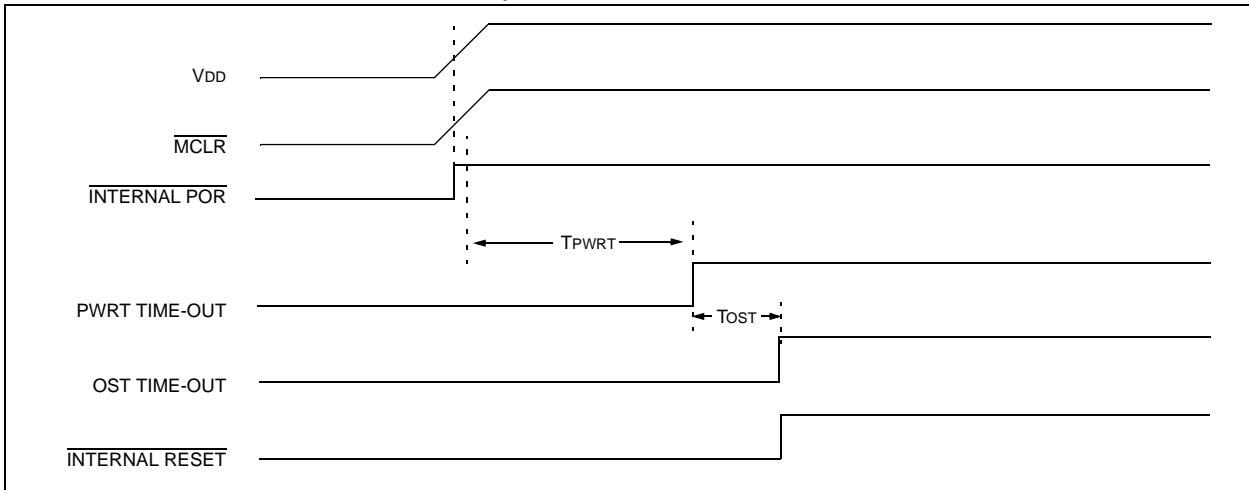 VDD
MCLR
INTERNAL POR
TPWRT
PWRT TIME-OUT
TOST
OST TIME-OUT
INTERNAL RESET